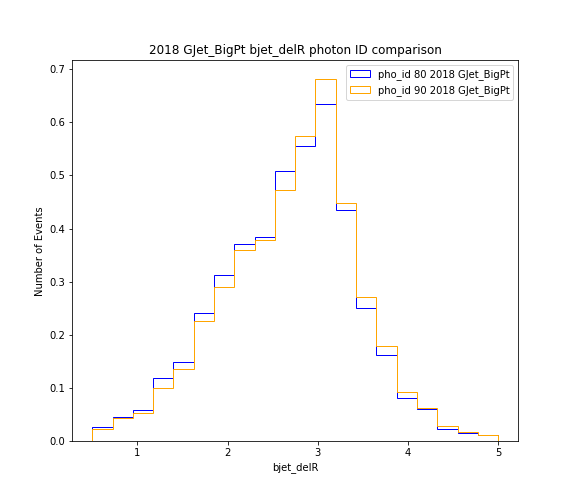 2018 GJet_BigPt bjet_delR photon ID comparison
pho_id 80 2018 GJet_BigPt
pho_id 90 2018 GJet_BigPt
Number of Events
0.7
0.6
0.5
0.4
0.3
0.2
0.1
0.0
1 2 3 4 5
bjet_delR